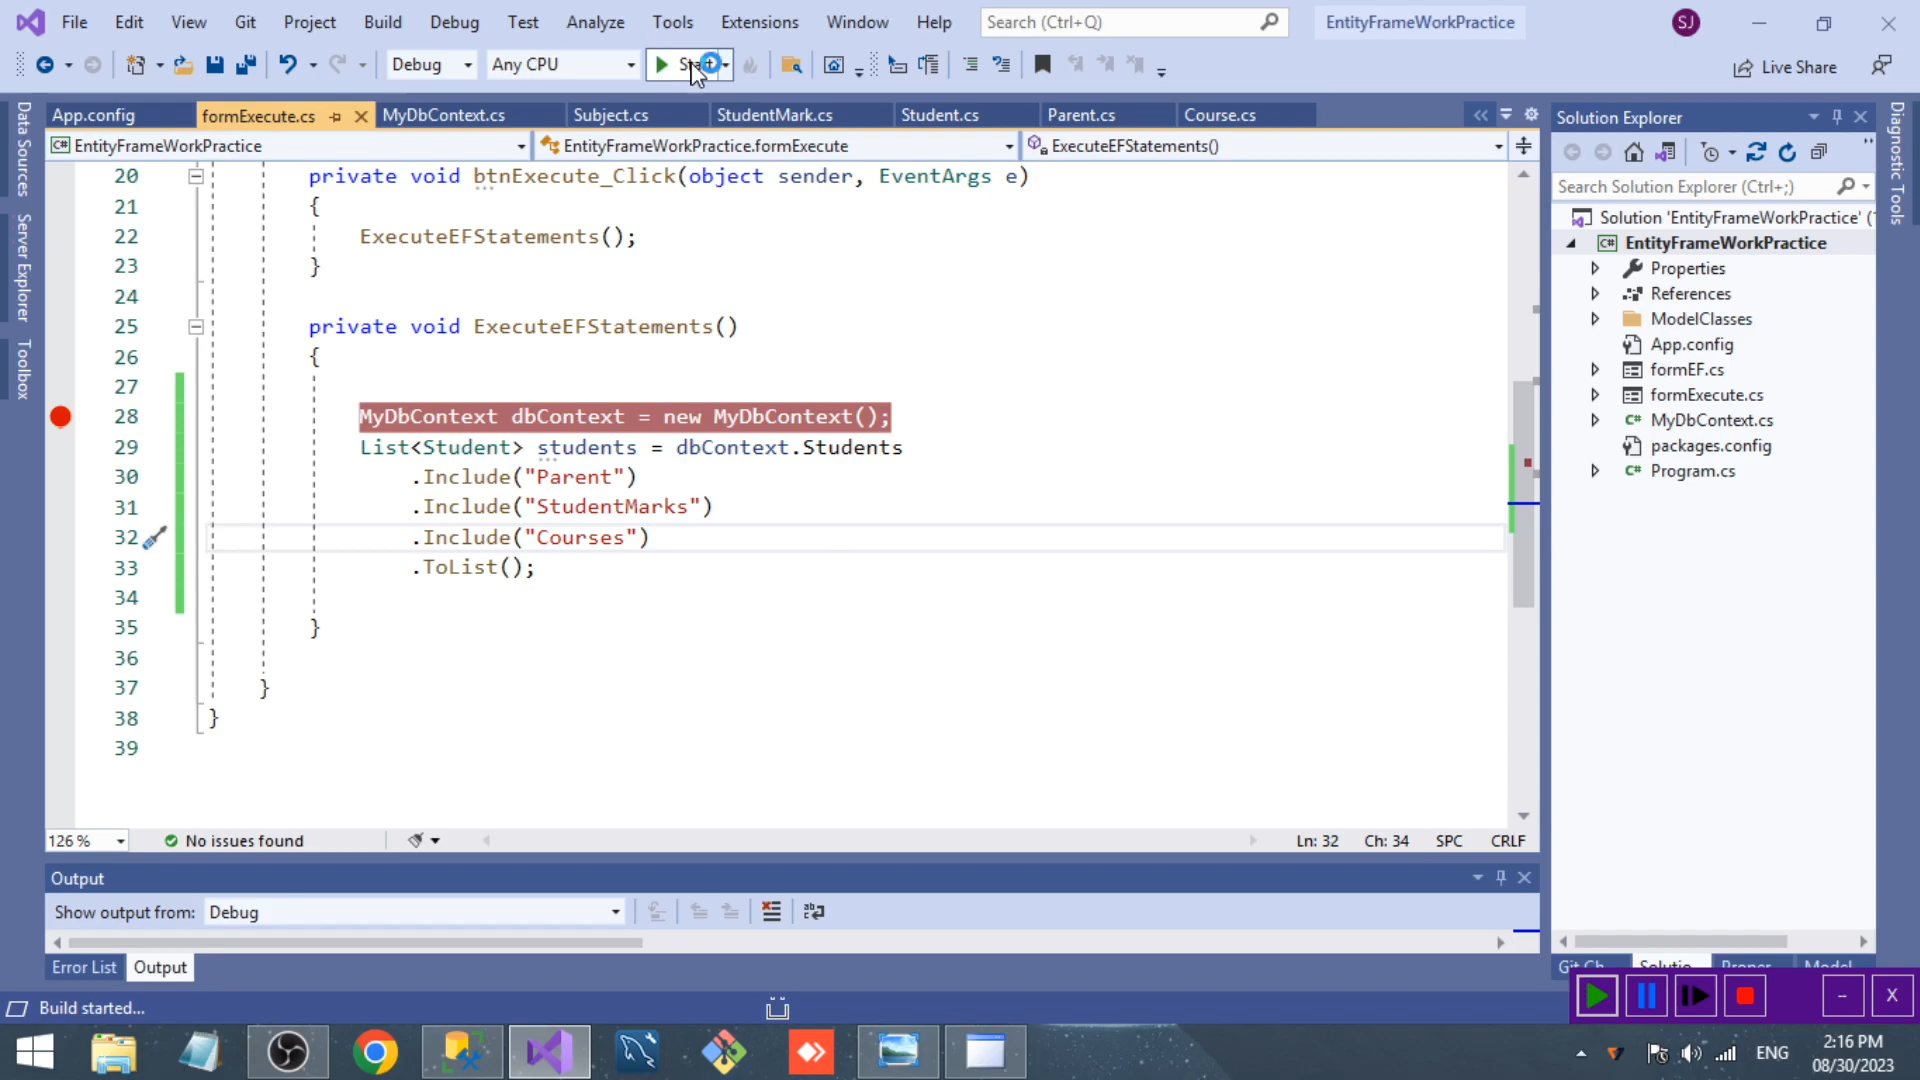 File Edit View Git Project Build Debug Test Analyze Tools Extensions Window Help Search (Ctrl+Q) EntityFrameWorkPractice SJ
Debug Any CPU Start Live Share
App.config formExecute.cs MyDbContext.cs Subject.cs StudentMark.cs Student.cs Parent.cs Course.cs
EntityFrameWorkPractice EntityFrameWorkPractice.formExecute ExecuteEFStatements()
20 private void btnExecute_Click(object sender, EventArgs e)
21 {
22 ExecuteEFStatements();
23 }
24
25 private void ExecuteEFStatements()
26 {
27
28 MyDbContext dbContext = new MyDbContext();
29 List<Student> students = dbContext.Students
30 .Include("Parent")
31 .Include("StudentMarks")
32 .Include("Courses")
33 .ToList();
34
35 }
36
37 }
38 }
39
126 % No issues found Ln: 32 Ch: 34 SPC CRLF
Output
Show output from: Debug
Error List Output
Build started...
Data Sources
Server Explorer
Toolbox
Solution Explorer
Search Solution Explorer (Ctrl+;)
Solution 'EntityFrameWorkPractice' (
EntityFrameWorkPractice
Properties
References
ModelClasses
App.config
formEF.cs
formExecute.cs
MyDbContext.cs
packages.config
Program.cs
Diagnostic Tools
X
ENG
2:16 PM
08/30/2023